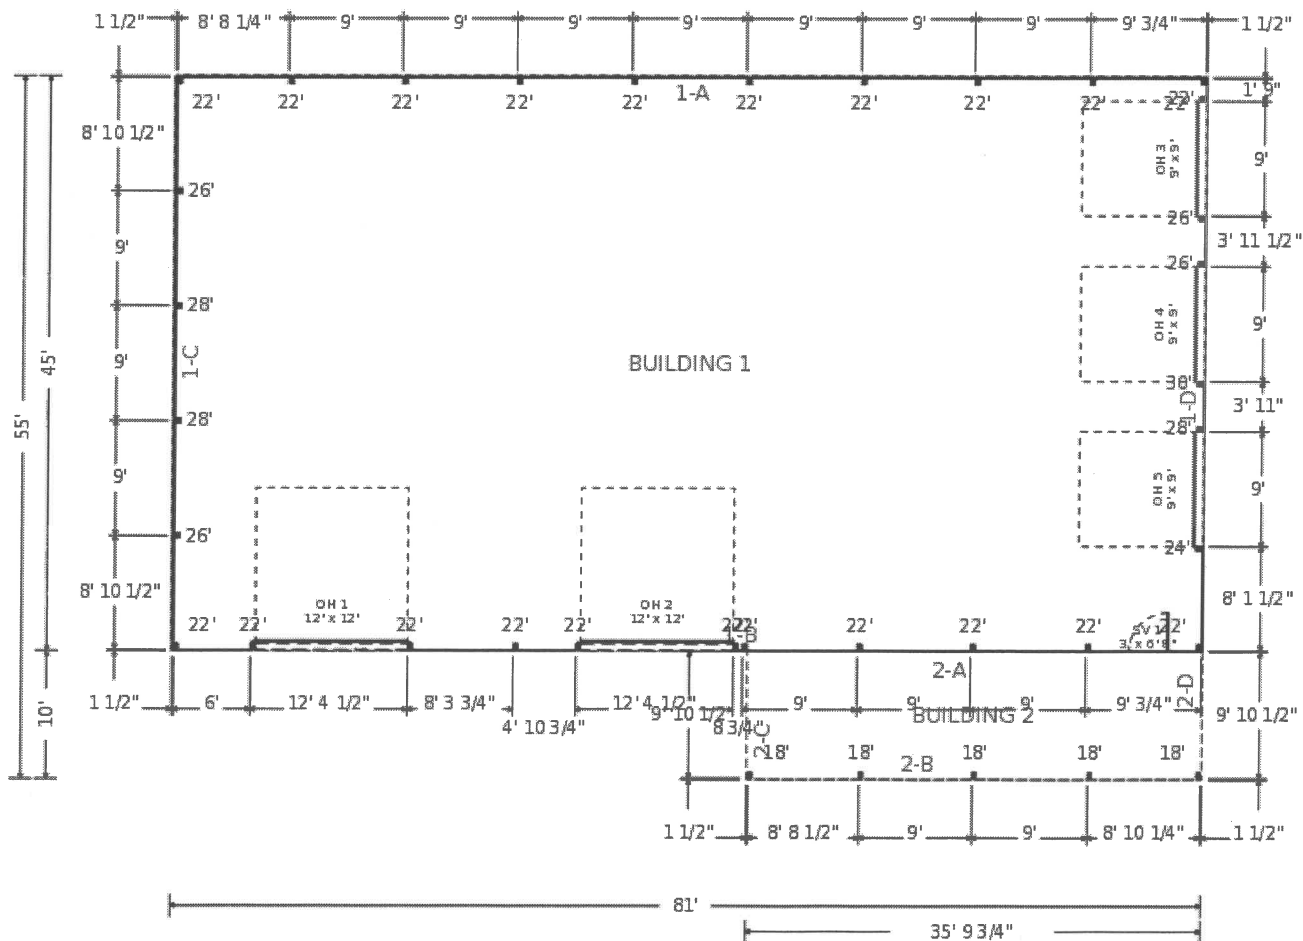 1 1/2" 8' 8 1/4" 9' 9' 9' 9' 9' 9' 9' 9' 3/4" 1 1/2"
1-A
22' 22' 22' 22' 22' 22' 22' 22' 22' 22' 22'
1' 9"
8' 10 1/2"
OH 3
9' x 9'
9'
26'
26'
3' 11 1/2"
9'
26'
28'
OH 4
9' x 9'
9'
1-C
BUILDING 1
45'
9'
1-D
3' 11"
55'
28'
28'
9'
OH 5
9' x 9'
9'
26'
24'
8' 10 1/2"
OH 1
12' x 12'
OH 2
12' x 12'
8' 1 1/2"
22' 22' 22' 22' 22' 22' 22' 22' 22' 22'
2-A
2-D
10'
1 1/2" 6' 12' 4 1/2" 8' 3 3/4" 12' 4 1/2" 9' 9' 9' 9' 3/4" 9' 10 1/2"
4' 10 3/4" 9' 10 1/2" 8 3/4"
BUILDING 2
2-C
18' 18' 18' 18' 18'
2-B
1 1/2" 8' 8 1/2" 9' 9' 8' 10 1/4" 1 1/2"
81'
35' 9 3/4"